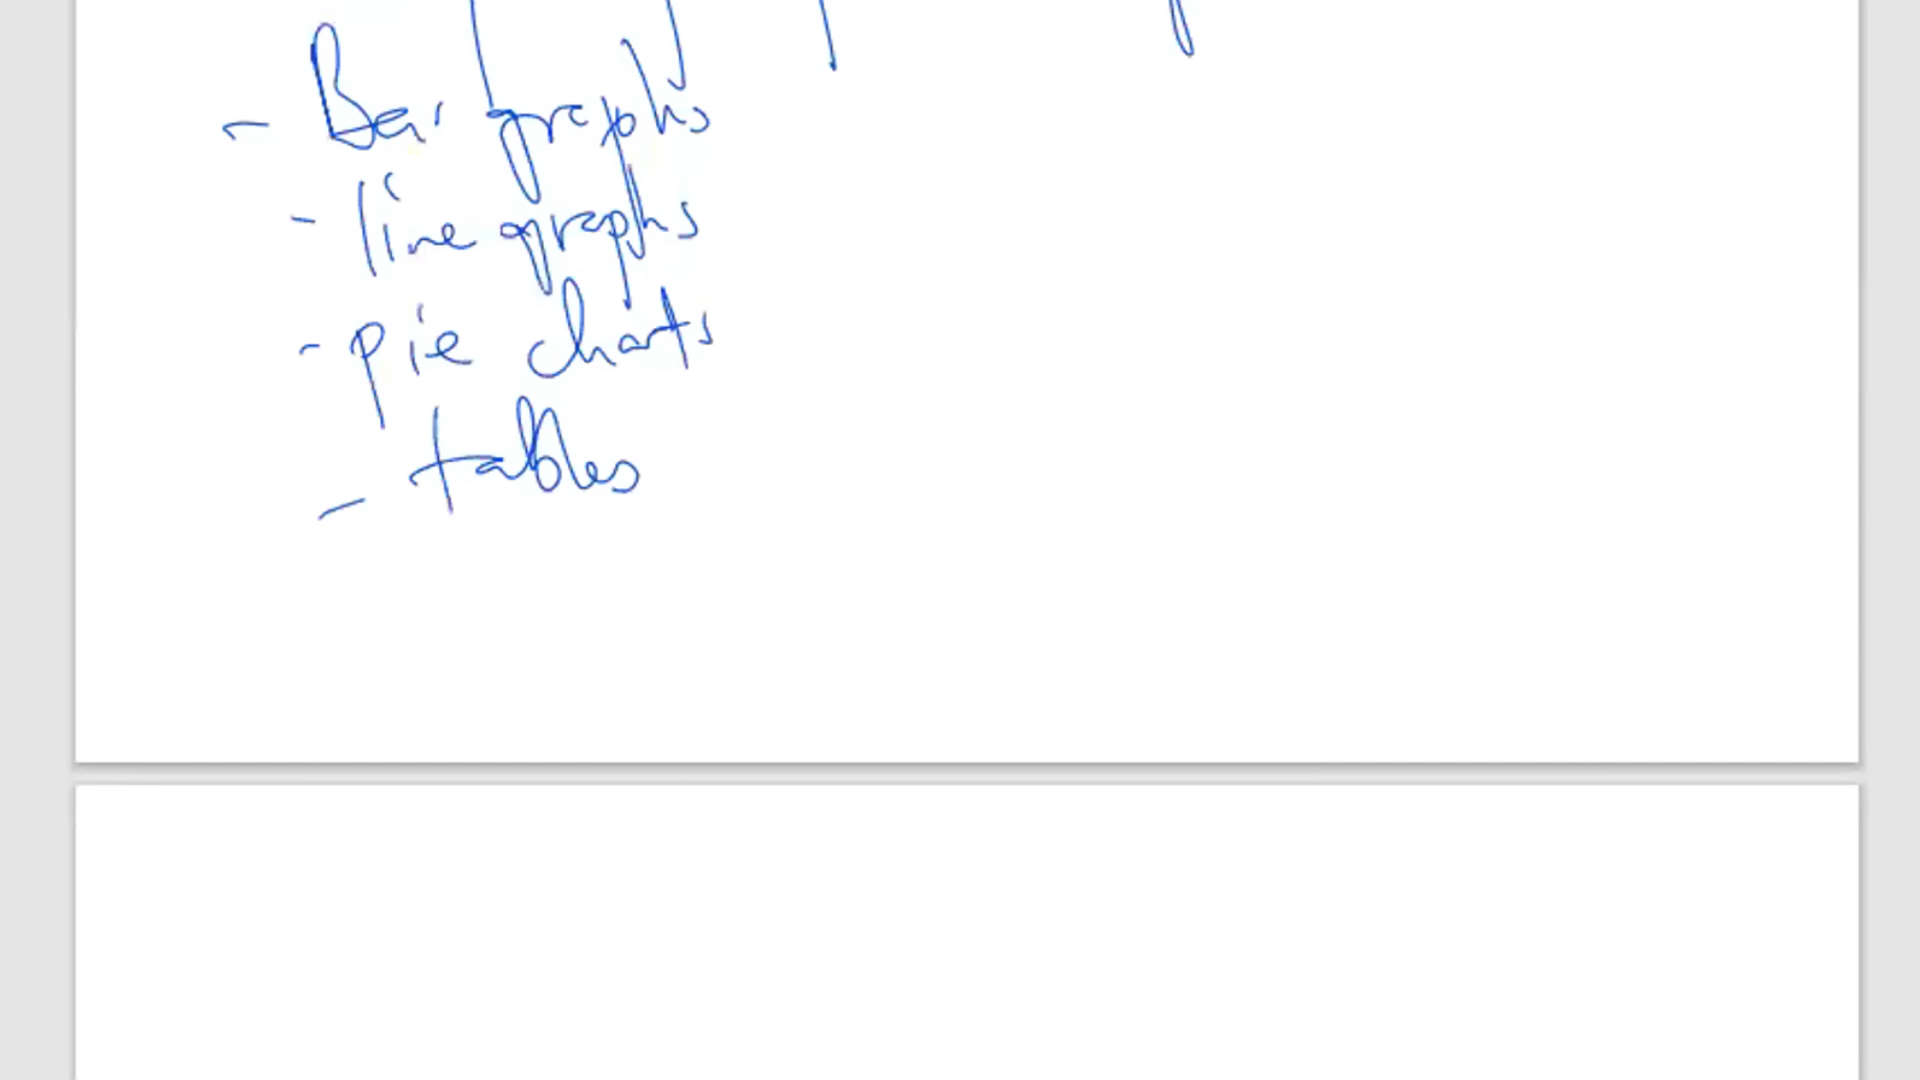 - Bar graphs
- line graphs
- pie charts
- tables